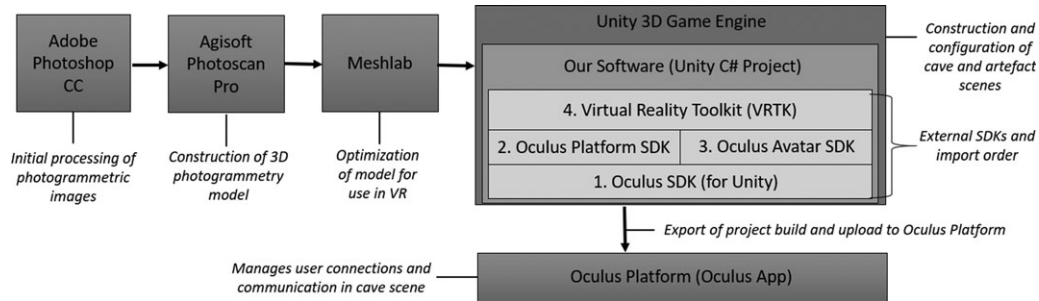 Adobe
Photoshop
CC
Agisoft
Photoscan
Pro
Meshlab
Initial processing of
photogrammetric
images
Construction of 3D
photogrammetry
model
Optimization
of model for
use in VR
Unity 3D Game Engine
Our Software (Unity C# Project)
4. Virtual Reality Toolkit (VRTK)
2. Oculus Platform SDK
3. Oculus Avatar SDK
1. Oculus SDK (for Unity)
Construction and
configuration of
cave and artefact
scenes
External SDKs and
import order
Export of project build and upload to Oculus Platform
Manages user connections and
communication in cave scene
Oculus Platform (Oculus App)